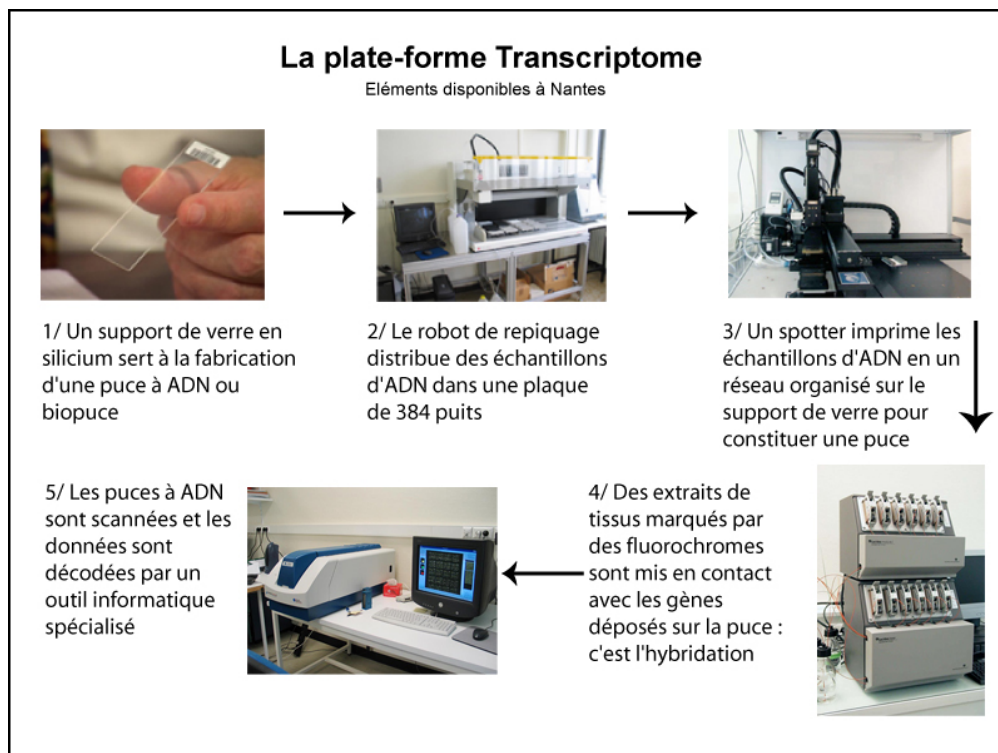 La plate-forme Transcriptome
Eléments disponibles à Nantes
1/ Un support de verre en
silicium sert à la fabrication
d'une puce à ADN ou
biopuce
2/ Le robot de repiquage
distribue des échantillons
d'ADN dans une plaque
de 384 puits
3/ Un spotter imprime les
échantillons d'ADN en un
réseau organisé sur le
support de verre pour
constituer une puce
4/ Des extraits de
tissus marqués par
des fluorochromes
sont mis en contact
avec les gènes
déposés sur la puce :
c'est l'hybridation
5/ Les puces à ADN
sont scannées et les
données sont
décodées par un
outil informatique
spécialisé